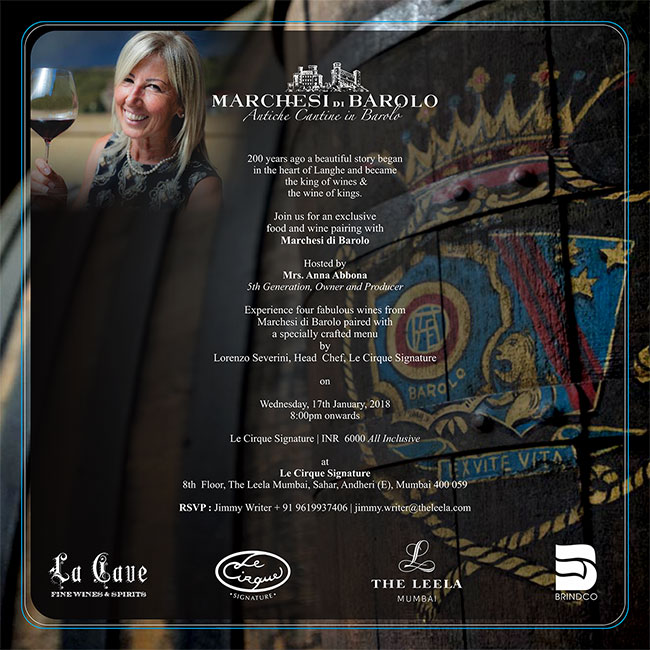 MARCHESI DI BAROLO
Antiche Cantine in Barolo
200 years ago a beautiful story began
in the heart of Langhe and became
the king of wines &
the wine of kings.
Join us for an exclusive
food and wine pairing with
Marchesi di Barolo
Hosted by
Mrs. Anna Abbona
5th Generation, Owner and Producer
Experience four fabulous wines from
Marchesi di Barolo paired with
a specially crafted menu
by
Lorenzo Severini, Head Chef, Le Cirque Signature
on
Wednesday, 17th January, 2018
8:00pm onwards
Le Cirque Signature | INR 6000 All Inclusive
at
Le Cirque Signature
8th Floor, The Leela Mumbai, Sahar, Andheri (E), Mumbai 400 059
RSVP : Jimmy Writer + 91 9619937406 | jimmy.writer@theleela.com
BAROLO
EXVITE VITA
La Cave
FINE WINES & SPIRITS
Le
Cirque
• SIGNATURE •
L
THE LEELA
MUMBAI
BRINDCO